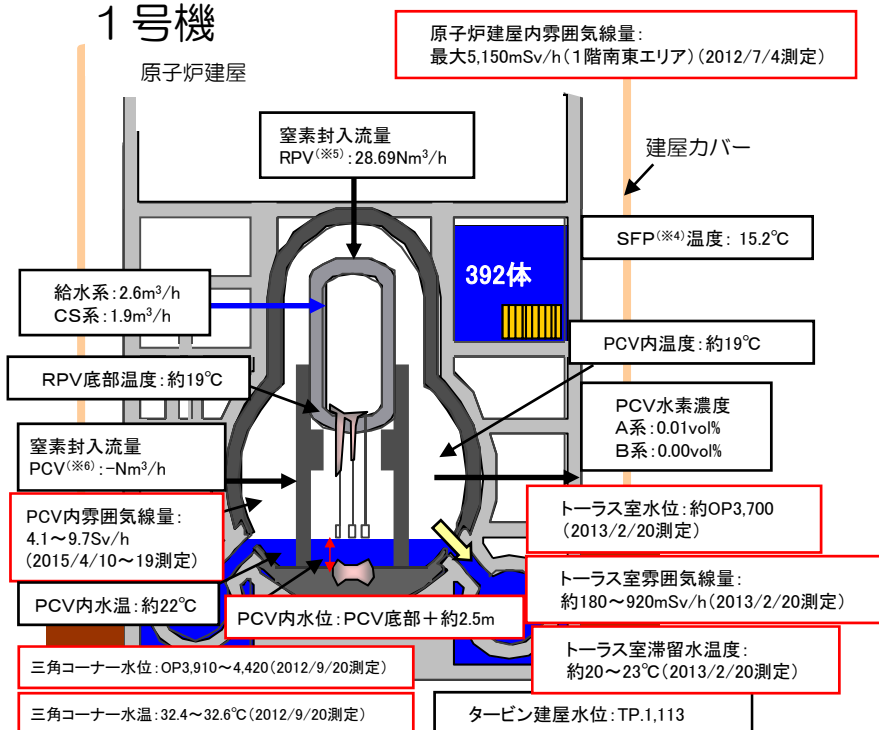 1号機
原子炉建屋内雰囲気線量:
最大5,150mSv/h(1階南東エリア)(2012/7/4測定)
原子炉建屋
窒素封入流量
RPV(※5):28.69Nm³/h
建屋カバー
SFP(※4)温度: 15.2℃
392体
給水系:2.6m³/h
CS系:1.9m³/h
PCV内温度:約19℃
RPV底部温度:約19℃
PCV水素濃度
A系:0.01vol%
B系:0.00vol%
窒素封入流量
PCV(※6):-Nm³/h
PCV内雰囲気線量:
4.1~9.7Sv/h
(2015/4/10~19測定)
トーラス室水位:約OP3,700
(2013/2/20測定)
トーラス室雰囲気線量:
約180~920mSv/h(2013/2/20測定)
PCV内水温:約22℃
PCV内水位:PCV底部+約2.5m
トーラス室滞留水温度:
約20~23℃(2013/2/20測定)
三角コーナー水位:OP3,910~4,420(2012/9/20測定)
三角コーナー水温:32.4~32.6℃(2012/9/20測定)
タービン建屋水位:TP.1,113